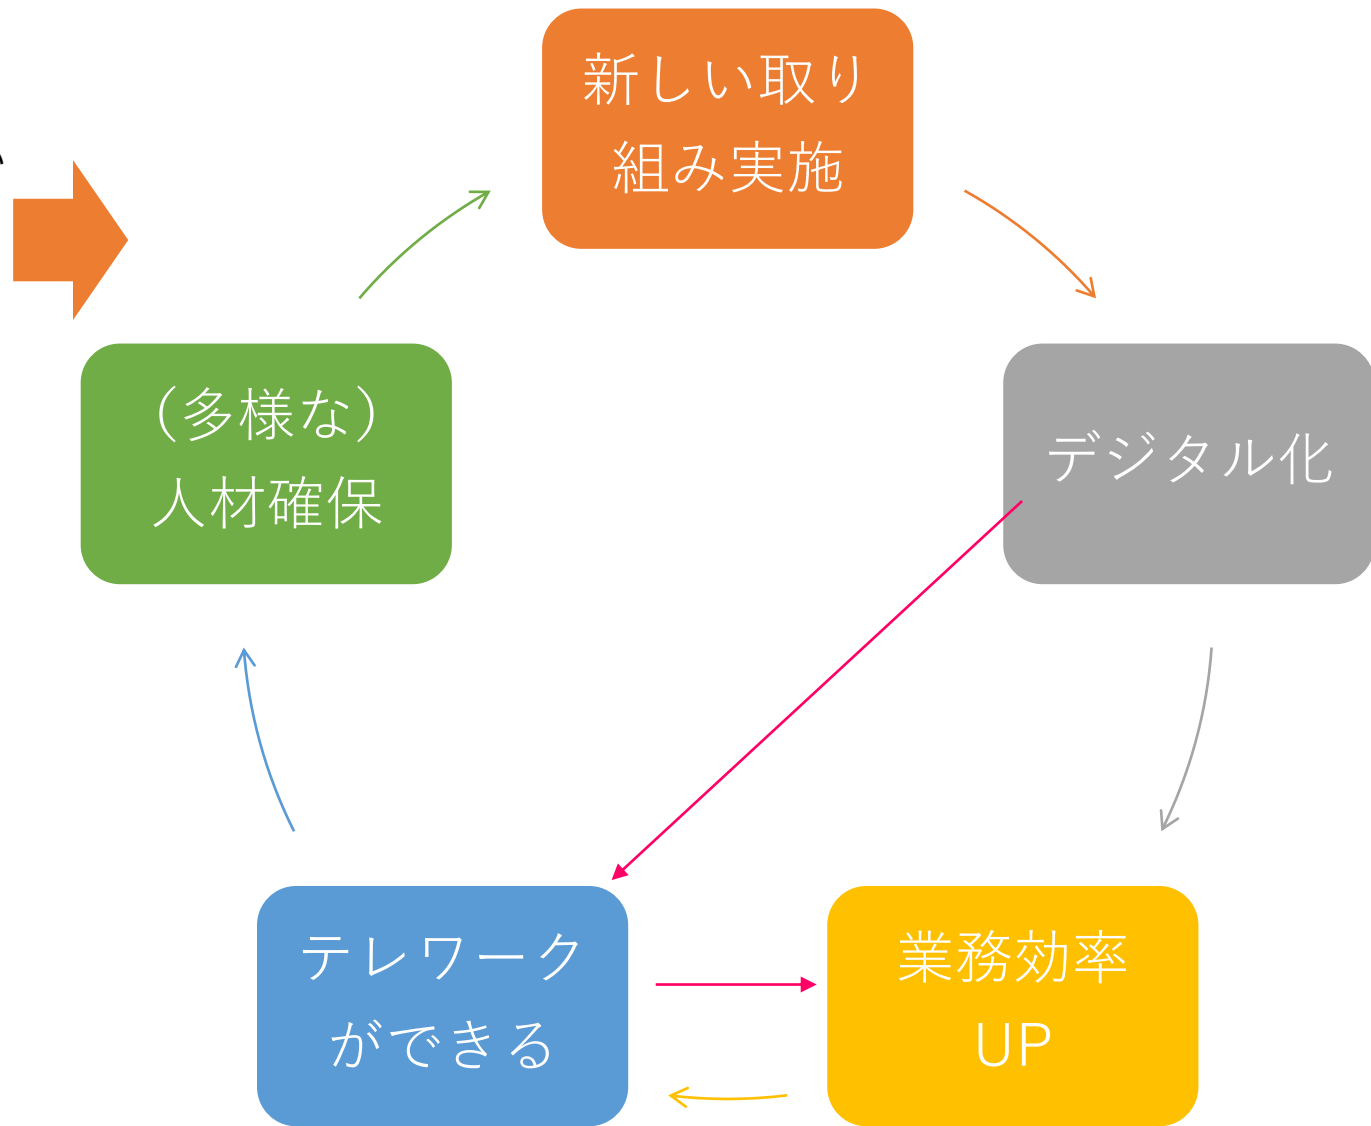 新しい取り
組み実施
（多様な）
人材確保
デジタル化
テレワーク
ができる
業務効率
UP